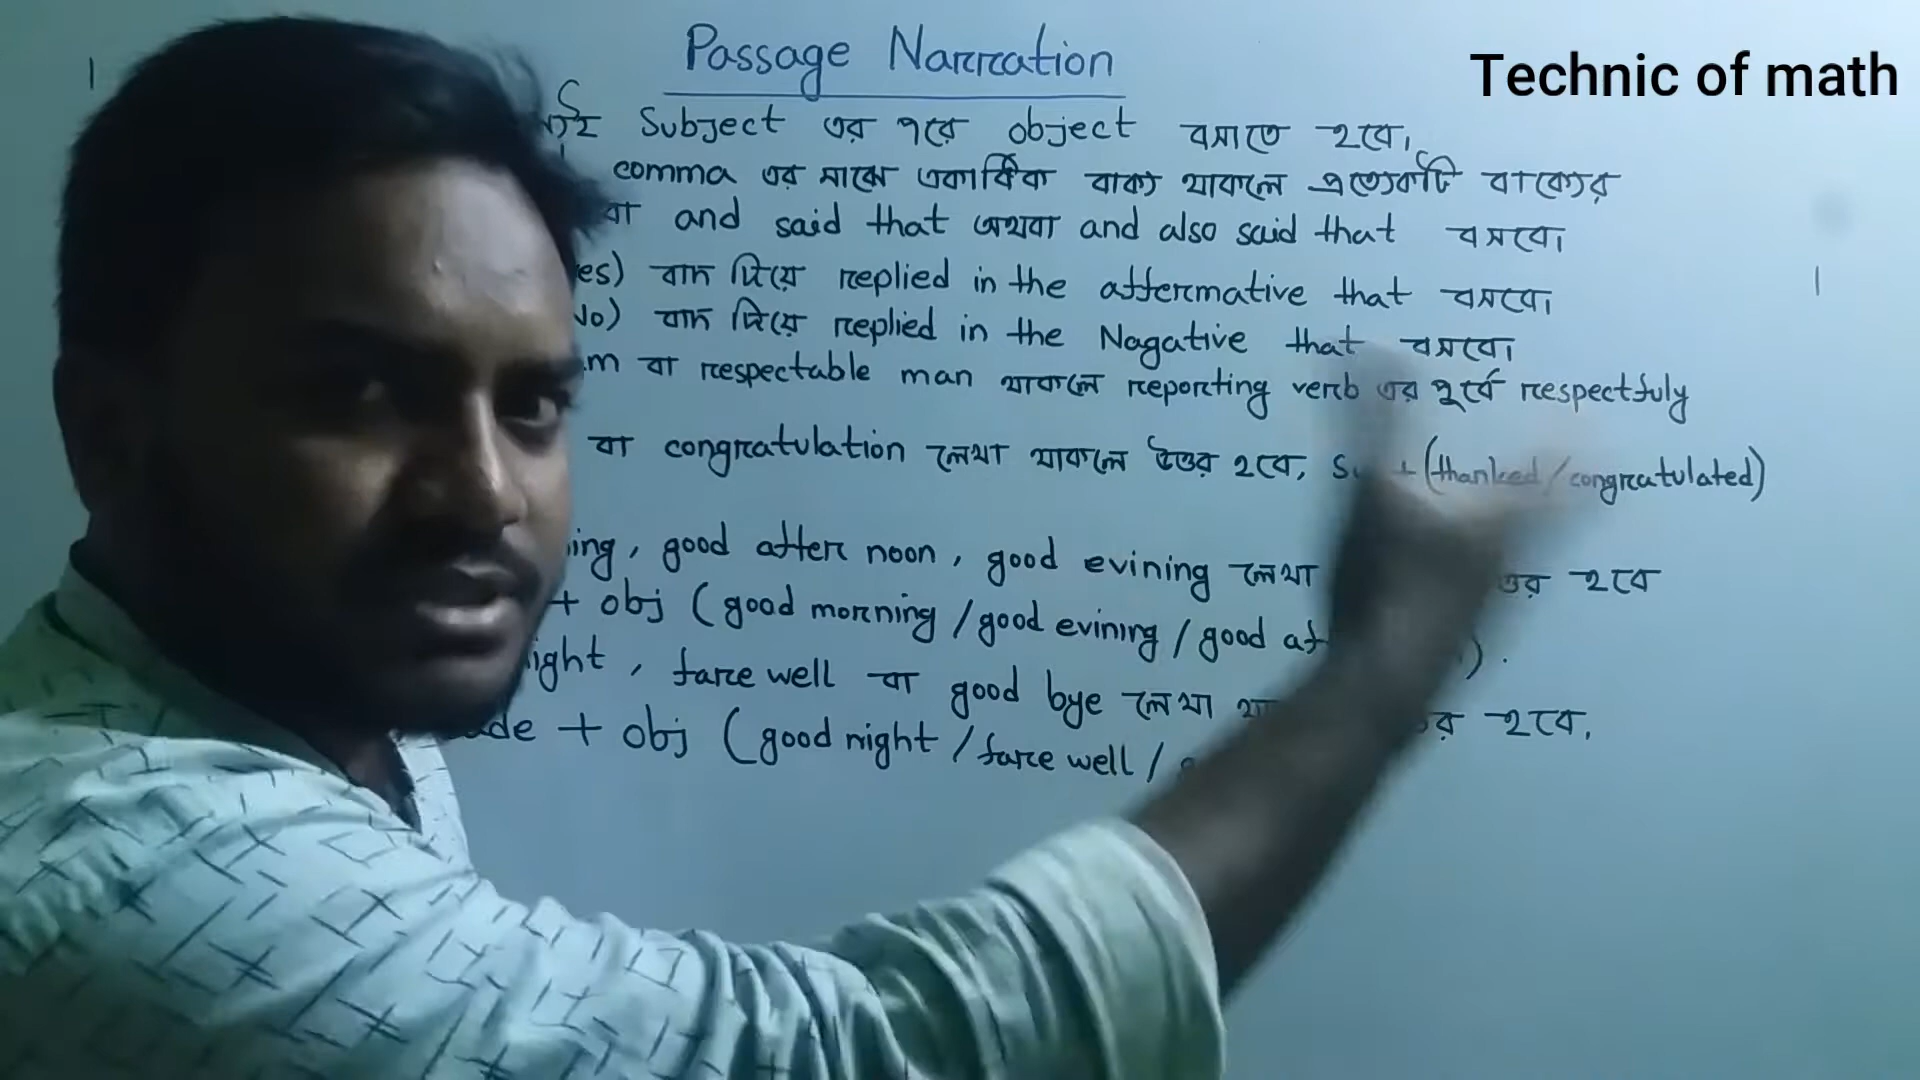 Passage Narration
Technic of math
Subject এর পরে object বসাতে হবে।
comma এর মাঝে একাধিক বাক্য থাকলে প্রত্যেকটি বাক্যের
বা and said that অথবা and also said that বসবে।
es) বাদ দিয়ে replied in the affermative that বসবে।
No) বাদ দিয়ে replied in the Nagative that বসবে।
বা respectable man থাকলে reporting verb এর পূর্বে respectfuly
বা congratulation লেখা থাকলে উত্তর হবে, + (thanked/congratulated)
ing, good after noon, good evining লেখা হবে
+ obj (good morning/good evining/good af
ight, fare well বা good bye লেখা হবে,
+ obj (good night/fare well/